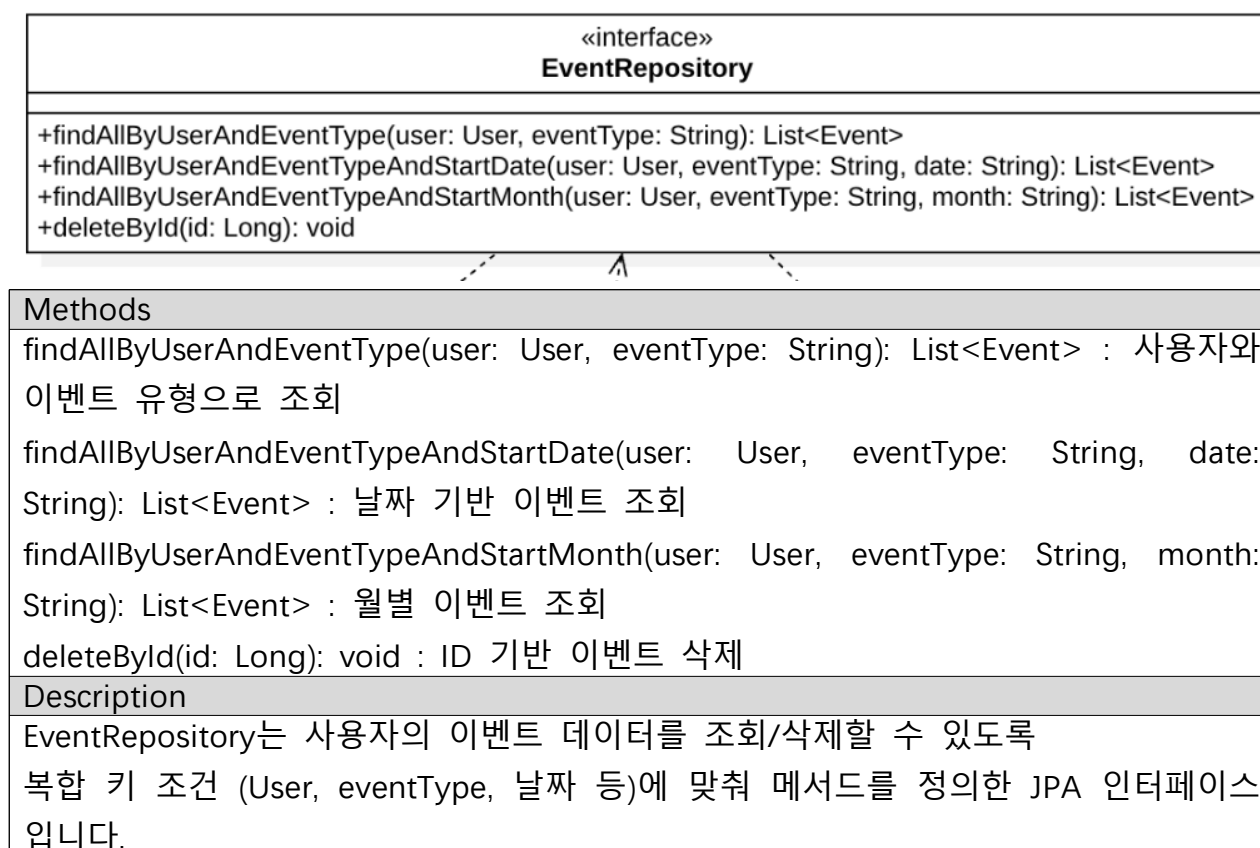 «interface»
EventRepository
+findAllByUserAndEventType(user: User, eventType: String): List<Event>
+findAllByUserAndEventTypeAndStartDate(user: User, eventType: String, date: String): List<Event>
+findAllByUserAndEventTypeAndStartMonth(user: User, eventType: String, month: String): List<Event>
+deleteById(id: Long): void
Methods
findAllByUserAndEventType(user: User, eventType: String): List<Event> : 사용자와
이벤트 유형으로 조회
findAllByUserAndEventTypeAndStartDate(user: User, eventType: String, date:
String): List<Event> : 날짜 기반 이벤트 조회
findAllByUserAndEventTypeAndStartMonth(user: User, eventType: String, month:
String): List<Event> : 월별 이벤트 조회
deleteById(id: Long): void : ID 기반 이벤트 삭제
Description
EventRepository는 사용자의 이벤트 데이터를 조회/삭제할 수 있도록
복합 키 조건 (User, eventType, 날짜 등)에 맞춰 메서드를 정의한 JPA 인터페이스
입니다.